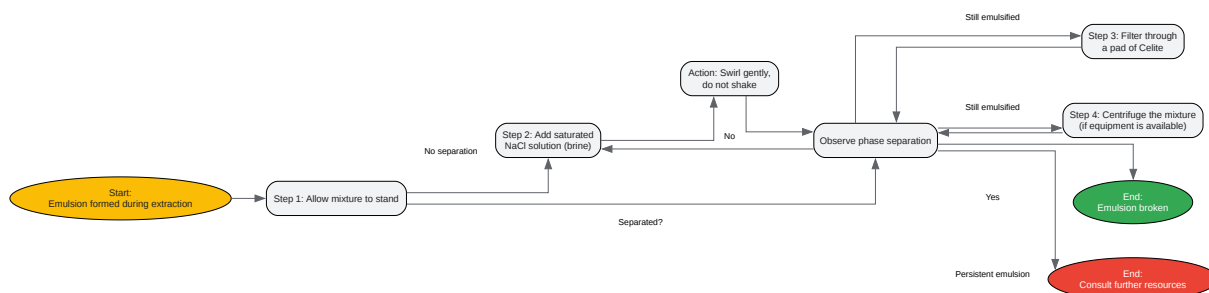 Start:
Emulsion formed during extraction
Step 1: Allow mixture to stand
No separation
Separated?
Step 2: Add saturated
NaCl solution (brine)
Action: Swirl gently,
do not shake
No
Observe phase separation
Still emulsified
Step 3: Filter through
a pad of Celite
Still emulsified
Step 4: Centrifuge the mixture
(if equipment is available)
Yes
End:
Emulsion broken
Persistent emulsion
End:
Consult further resources